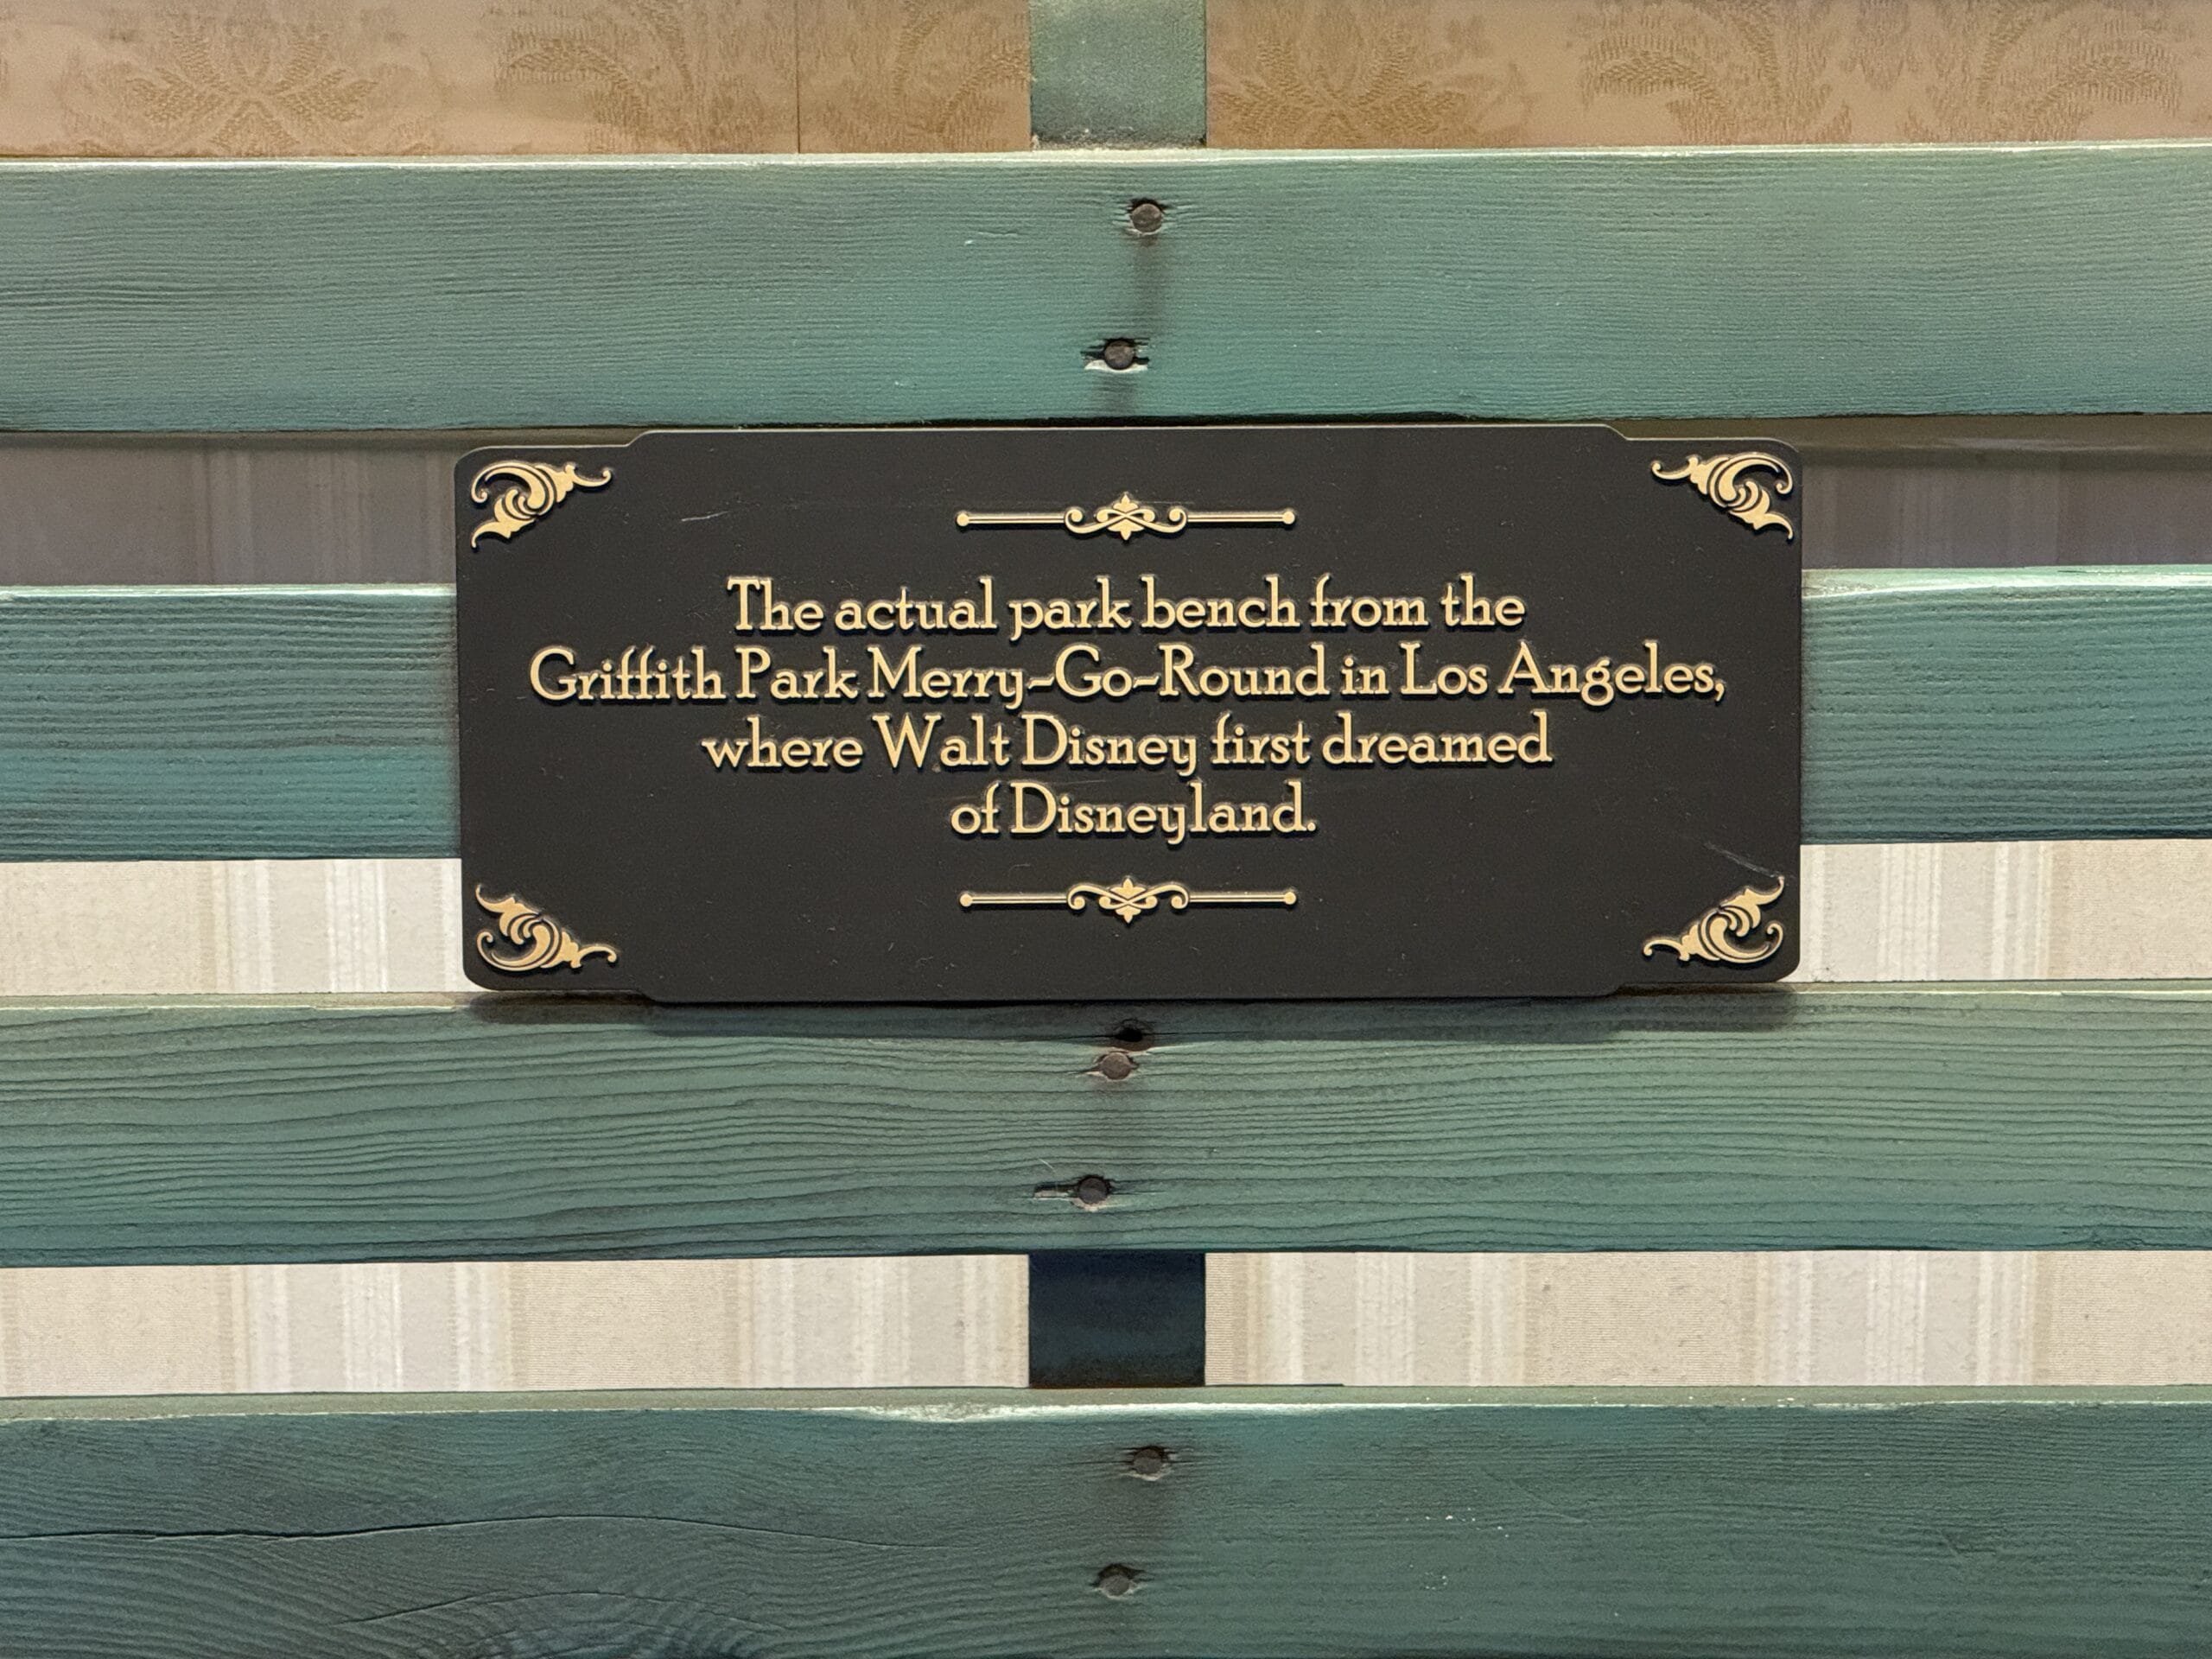 The actual park bench from the
Griffith Park Merry-Go-Round in Los Angeles,
where Walt Disney first dreamed
of Disneyland.